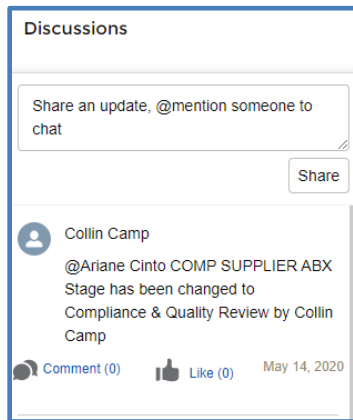 Discussions
Share an update, @mention someone to
chat
Share
Collin Camp
@Ariane Cinto COMP SUPPLIER ABX
Stage has been changed to
Compliance & Quality Review by Collin
Camp
Comment (0) Like (0) May 14, 2020